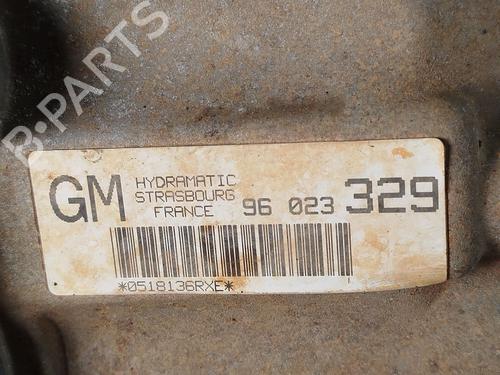 B-PARTS
GM HYDRAMATIC
STRASBOURG
FRANCE 96 023 329
*0518136RXE*